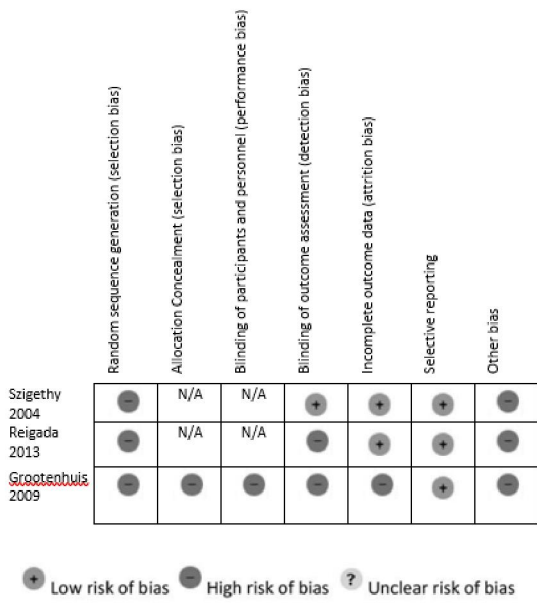 Random sequence generation (selection bias)
Allocation Concealment (selection bias)
Blinding of participants and personnel (performance bias)
Blinding of outcome assessment (detection bias)
Incomplete outcome data (attrition bias)
Selective reporting
Other bias
Szigethy
2004
− N/A N/A + + + −
Reigada
2013
− N/A N/A − + + −
Grootenhuis
2009
− − − − − + −
+ Low risk of bias − High risk of bias ? Unclear risk of bias